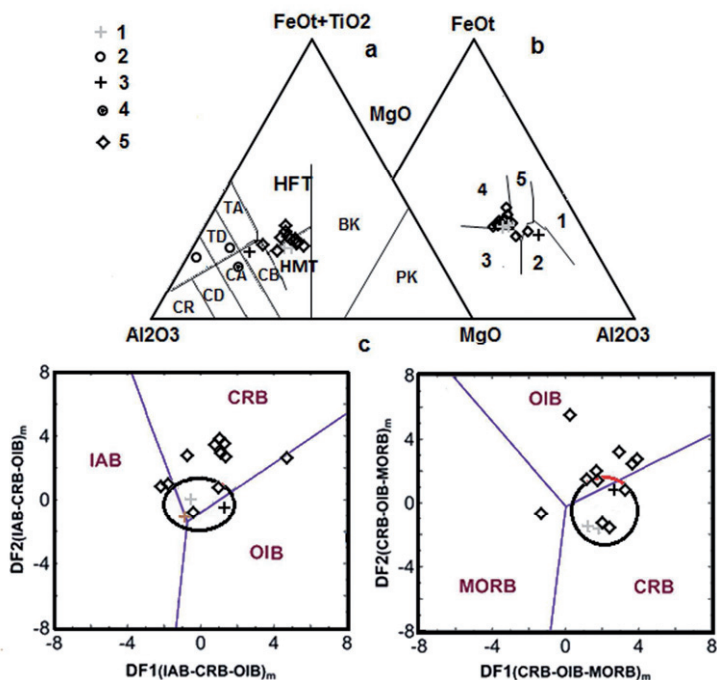 FeOt+TiO2
a
FeOt
b
1
2
3
4
5
MgO
HFT
TA
TD
CA
CB
HMT
BK
CR
CD
PK
Al2O3
MgO
Al2O3
4
5
1
3
2
c
CRB
IAB
OIB
8
4
0
-4
-8
-8
-4
0
4
8
DF2(IAB-CRB-OIB)m
DF1(IAB-CRB-OIB)m
OIB
MORB
CRB
8
4
0
-4
-8
-8
-4
0
4
8
DF2(CRB-OIB-MORB)m
DF1(CRB-OIB-MORB)m